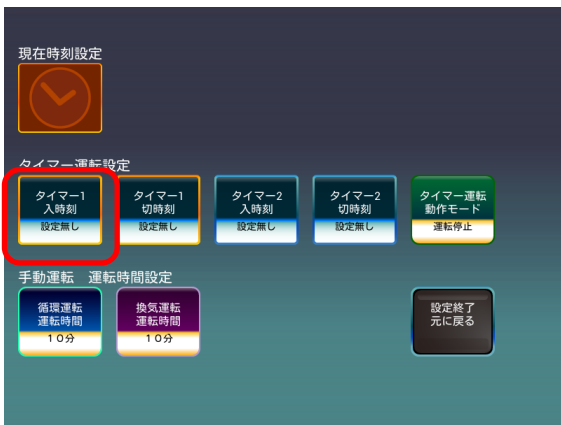 現在時刻設定
タイマー運転設定
タイマー1
入時刻
設定無し
タイマー1
切時刻
設定無し
タイマー2
入時刻
設定無し
タイマー2
切時刻
設定無し
タイマー運転
動作モード
運転停止
手動運転 運転時間設定
循環運転
運転時間
10分
換気運転
運転時間
10分
設定終了
元に戻る